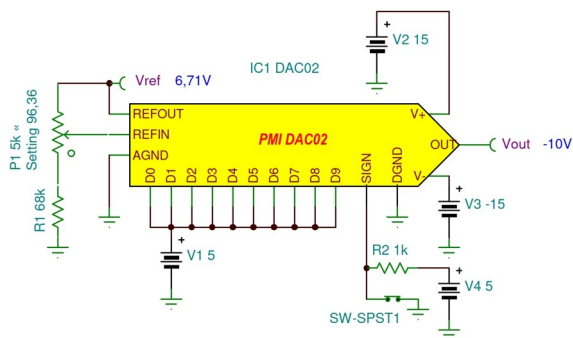 V2 15
IC1 DAC02
Vref 6,71V
P1 5k «
Setting 96,36
REFOUT
REFIN
AGND
PMI DAC02
V+
OUT
V-
Vout -10V
D0
D1
D2
D3
D4
D5
D6
D7
D8
D9
SIGN
DGND
R1 68k
V3 -15
V1 5
R2 1k
V4 5
SW-SPST1